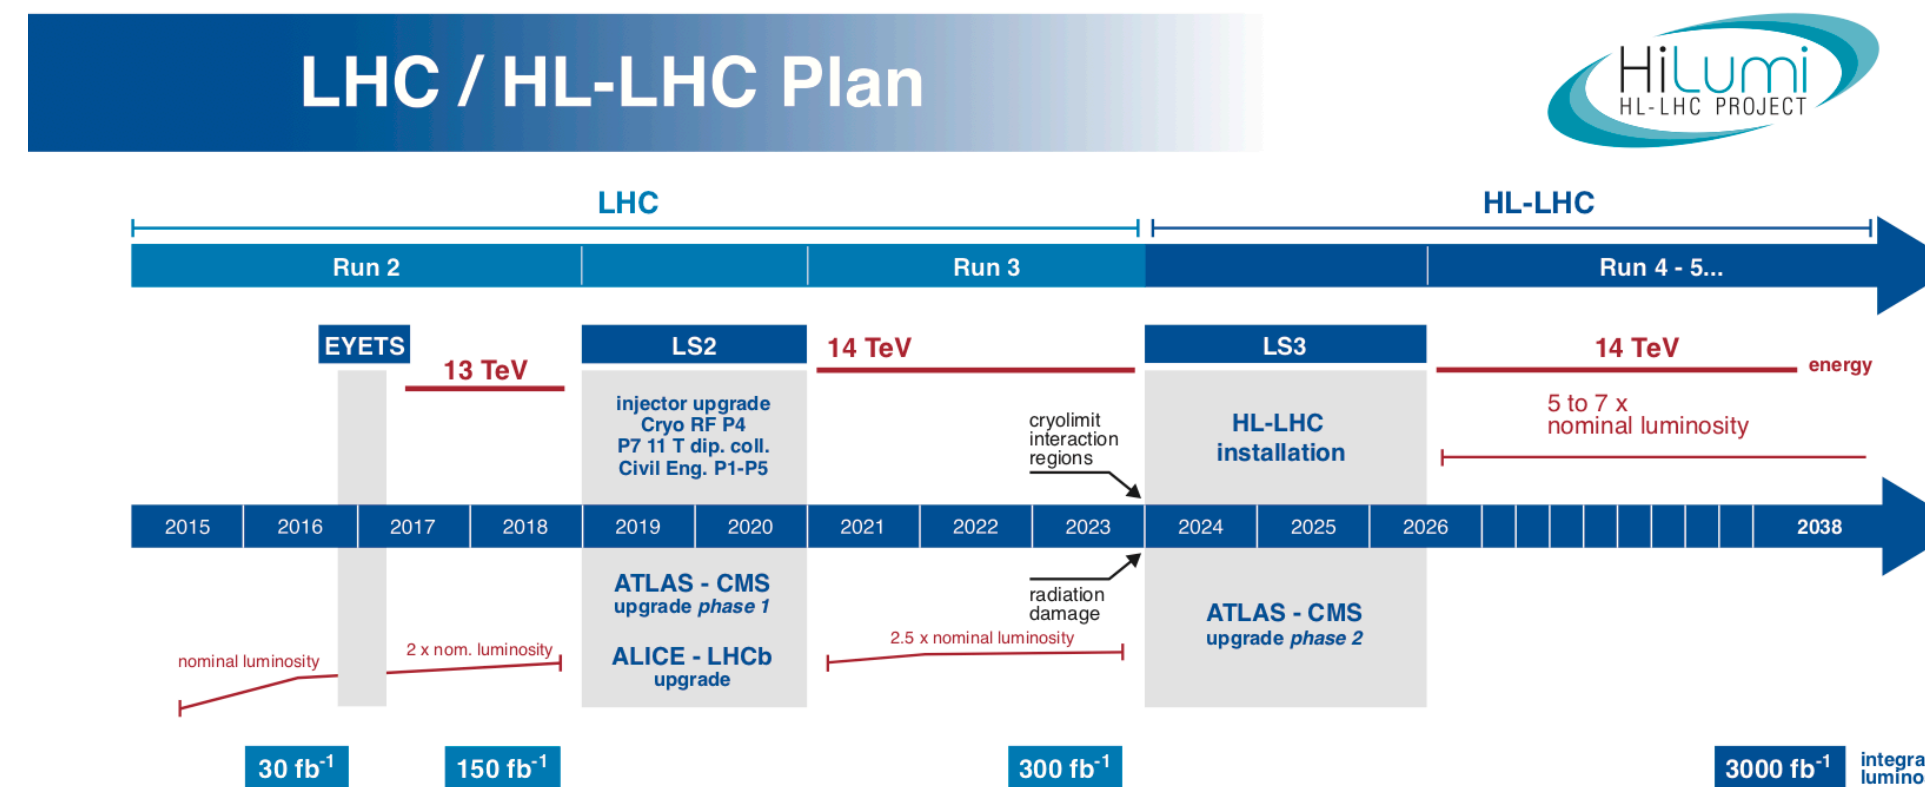 LHC / HL-LHC Plan
HiLumi
HL-LHC PROJECT
LHC
HL-LHC
Run 2
Run 3
Run 4 - 5...
EYETS
LS2
14 TeV
LS3
14 TeV
13 TeV
energy
injector upgrade
Cryo RF P4
P7 11 T dip. coll.
Civil Eng. P1-P5
cryolimit
interaction
regions
HL-LHC
installation
5 to 7 x
nominal luminosity
2015 2016 2017 2018 2019 2020 2021 2022 2023 2024 2025 2026 2038
ATLAS - CMS
upgrade phase 1
ALICE - LHCb
upgrade
radiation
damage
ATLAS - CMS
upgrade phase 2
nominal luminosity
2 x nom. luminosity
2.5 x nominal luminosity
30 fb-1
150 fb-1
300 fb-1
3000 fb-1
integra
lumino